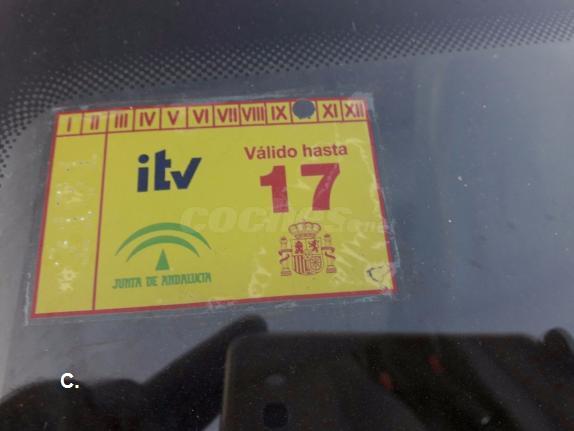 I II III IV V VI VII VIII IX XI XII
itv
Válido hasta
17
coches.net
JUNTA DE ANDALUCIA
C.